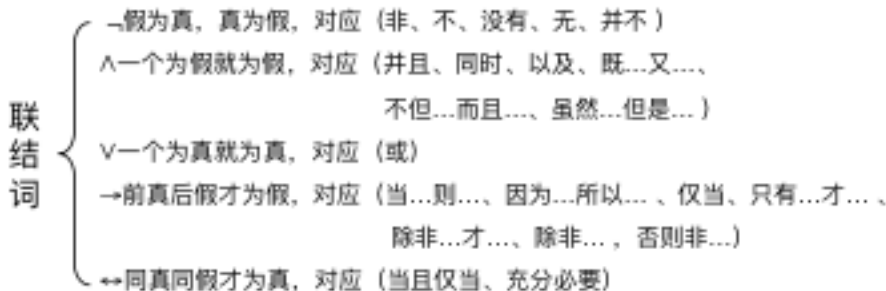 联结词
¬假为真，真为假，对应（非、不、没有、无、并不 ）
∧一个为假就为假，对应（并且、同时、以及、既...又...、
不但...而且...、虽然...但是... ）
∨一个为真就为真，对应（或）
→前真后假才为假，对应（当...则...、因为...所以... 、仅当、只有...才... 、
除非...才...、除非... ，否则非...）
↔同真同假才为真，对应（当且仅当、充分必要）